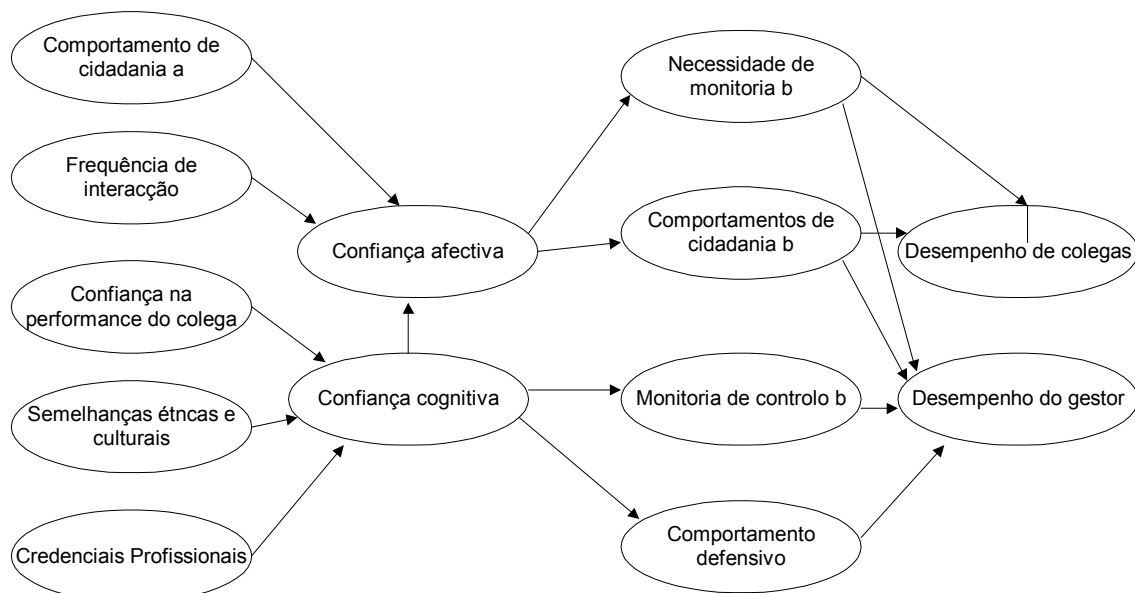 Comportamento de
cidadania a
Frequência de
interacção
Confiança na
performance do colega
Semelhanças étncas e
culturais
Credenciais Profissionais
Confiança afectiva
Confiança cognitiva
Necessidade de
monitoria b
Comportamentos de
cidadania b
Monitoria de controlo b
Comportamento
defensivo
Desempenho de colegas
Desempenho do gestor